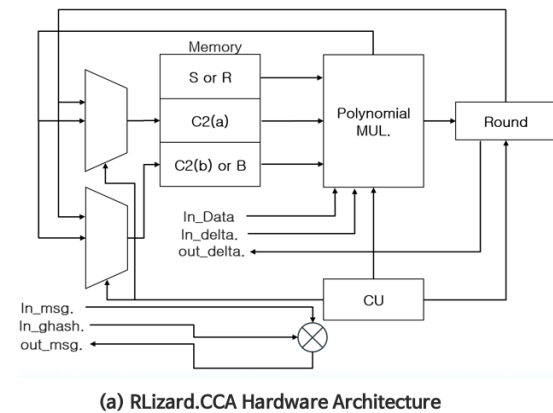 Memory
S or R
C2(a)
C2(b) or B
Polynomial
MUL.
Round
In_Data
In_delta.
out_delta.
CU
In_msg.
In_ghash.
out_msg.
(a) RLizard.CCA Hardware Architecture